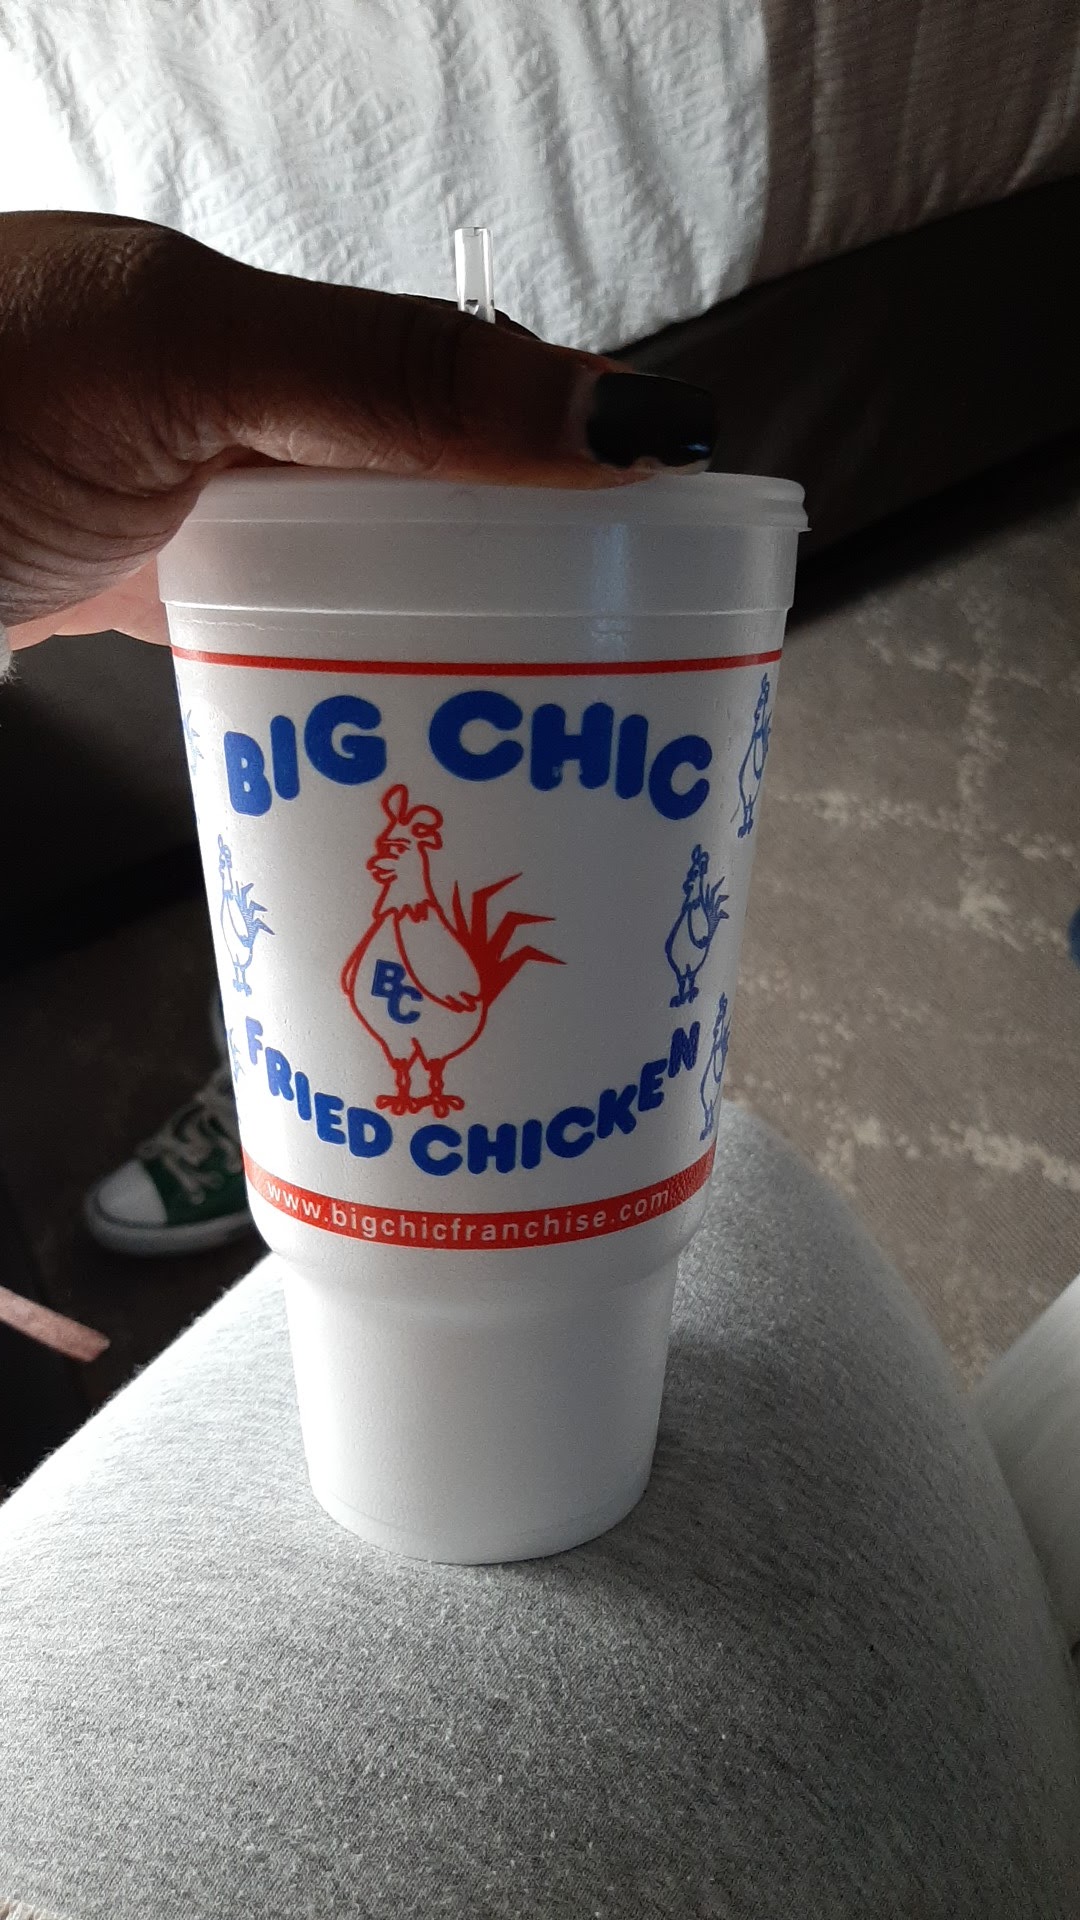 BIG CHIC
BC
FRIED CHICKEN
www.bigchicfranchise.com